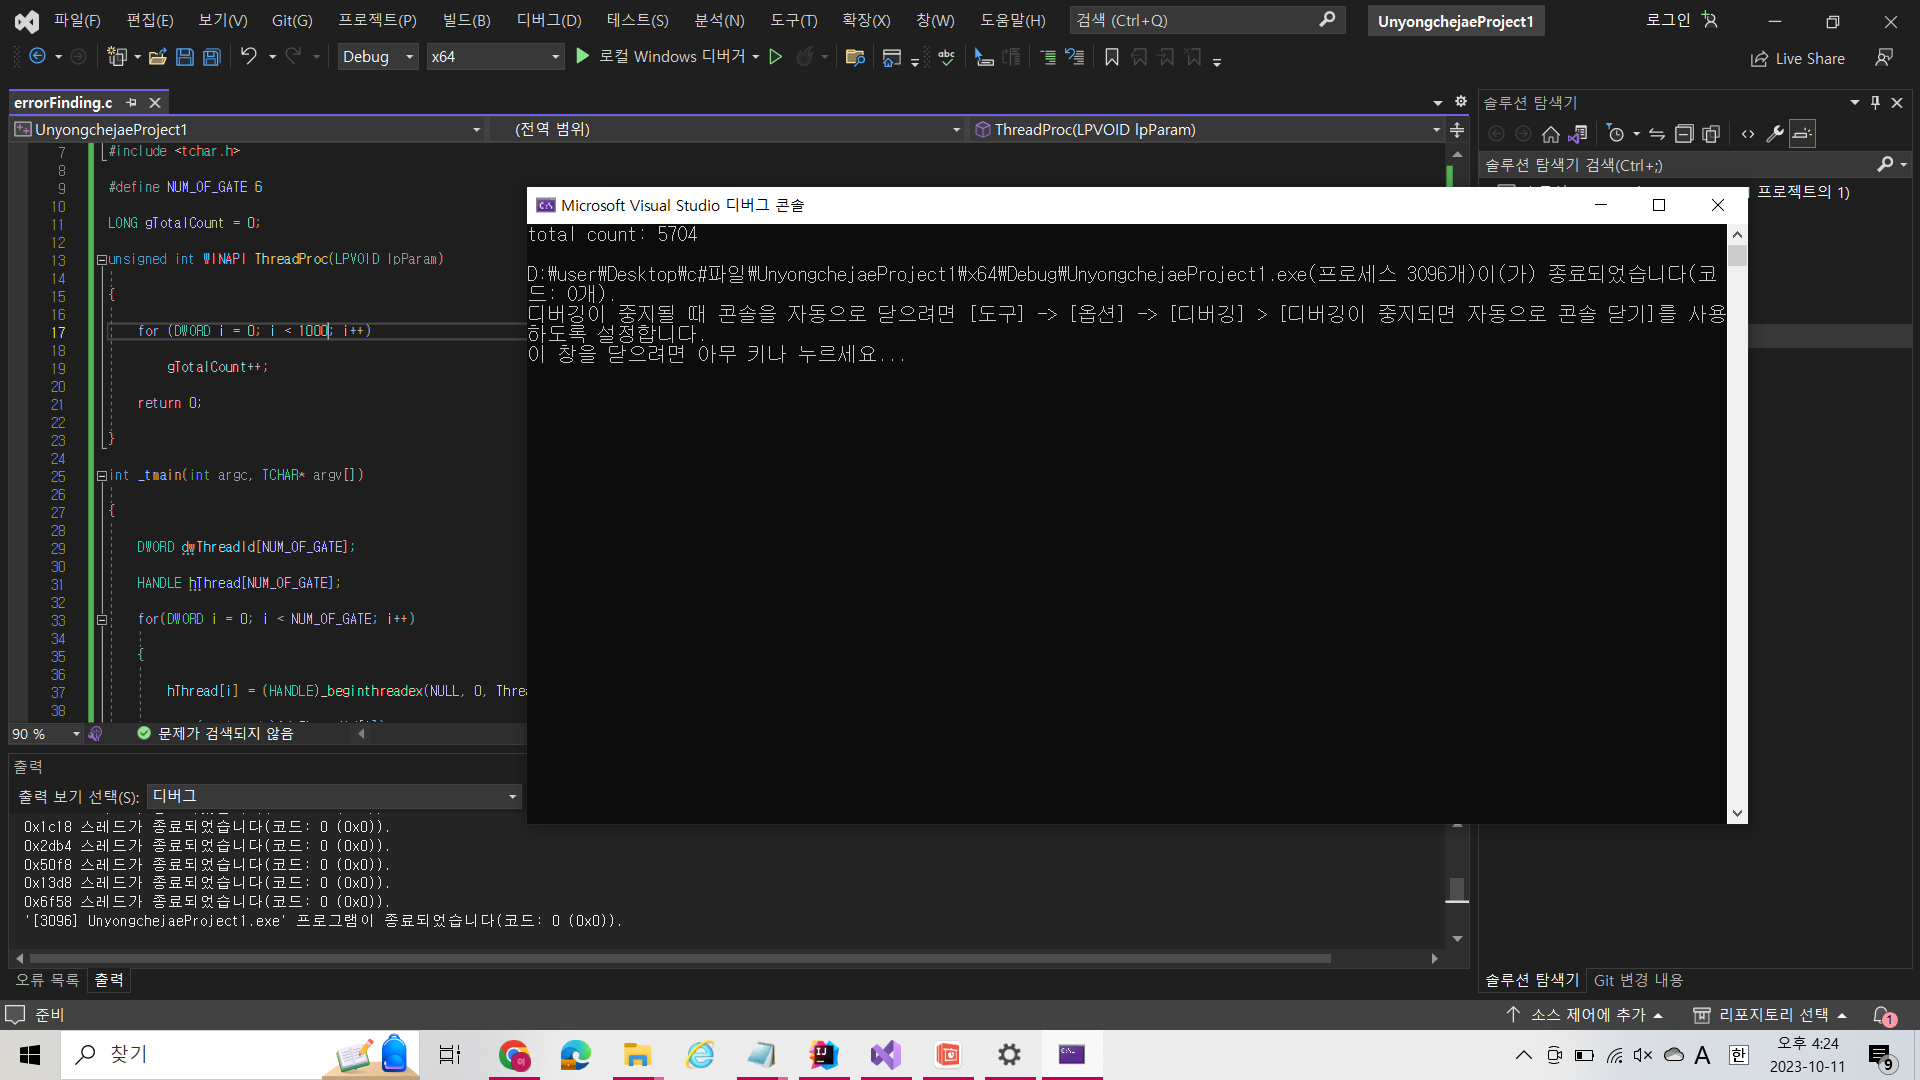 파일(F) 편집(E) 보기(V) Git(G) 프로젝트(P) 빌드(B) 디버그(D) 테스트(S) 분석(N) 도구(T) 확장(X) 창(W) 도움말(H) 검색 (Ctrl+Q) UnyongchejaeProject1 로그인
Debug x64 로컬 Windows 디버거 Live Share
errorFinding.c
UnyongchejaeProject1 (전역 범위) ThreadProc(LPVOID lpParam)
7 #include <tchar.h>
8
9 #define NUM_OF_GATE 6
10
11 LONG gTotalCount = 0;
12
13 unsigned int WINAPI ThreadProc(LPVOID lpParam)
14
15 {
16
17 for (DWORD i = 0; i < 1000; i++)
18
19 gTotalCount++;
20
21 return 0;
22
23 }
24
25 int _tmain(int argc, TCHAR* argv[])
26
27 {
28
29 DWORD dwThreadId[NUM_OF_GATE];
30
31 HANDLE hThread[NUM_OF_GATE];
32
33 for(DWORD i = 0; i < NUM_OF_GATE; i++)
34
35 {
36
37 hThread[i] = (HANDLE)_beginthreadex(NULL, 0, Threa
38
90 % 문제가 검색되지 않음
Microsoft Visual Studio 디버그 콘솔
total count: 5704
D:₩user₩Desktop₩c#파일₩UnyongchejaeProject1₩x64₩Debug₩UnyongchejaeProject1.exe(프로세스 3096개)이(가) 종료되었습니다(코
드: 0개).
디버깅이 중지될 때 콘솔을 자동으로 닫으려면 [도구] -> [옵션] -> [디버깅] > [디버깅이 중지되면 자동으로 콘솔 닫기]를 사용
하도록 설정합니다.
이 창을 닫으려면 아무 키나 누르세요...
출력
출력 보기 선택(S): 디버그
0x1c18 스레드가 종료되었습니다(코드: 0 (0x0)).
0x2db4 스레드가 종료되었습니다(코드: 0 (0x0)).
0x50f8 스레드가 종료되었습니다(코드: 0 (0x0)).
0x13d8 스레드가 종료되었습니다(코드: 0 (0x0)).
0x6f58 스레드가 종료되었습니다(코드: 0 (0x0)).
'[3096] UnyongchejaeProject1.exe' 프로그램이 종료되었습니다(코드: 0 (0x0)).
오류 목록 출력
솔루션 탐색기
솔루션 탐색기 검색(Ctrl+;)
프로젝트의 1)
솔루션 탐색기 Git 변경 내용
준비 소스 제어에 추가 리포지토리 선택 1
찾기
A 한 오후 4:24
2023-10-11 9